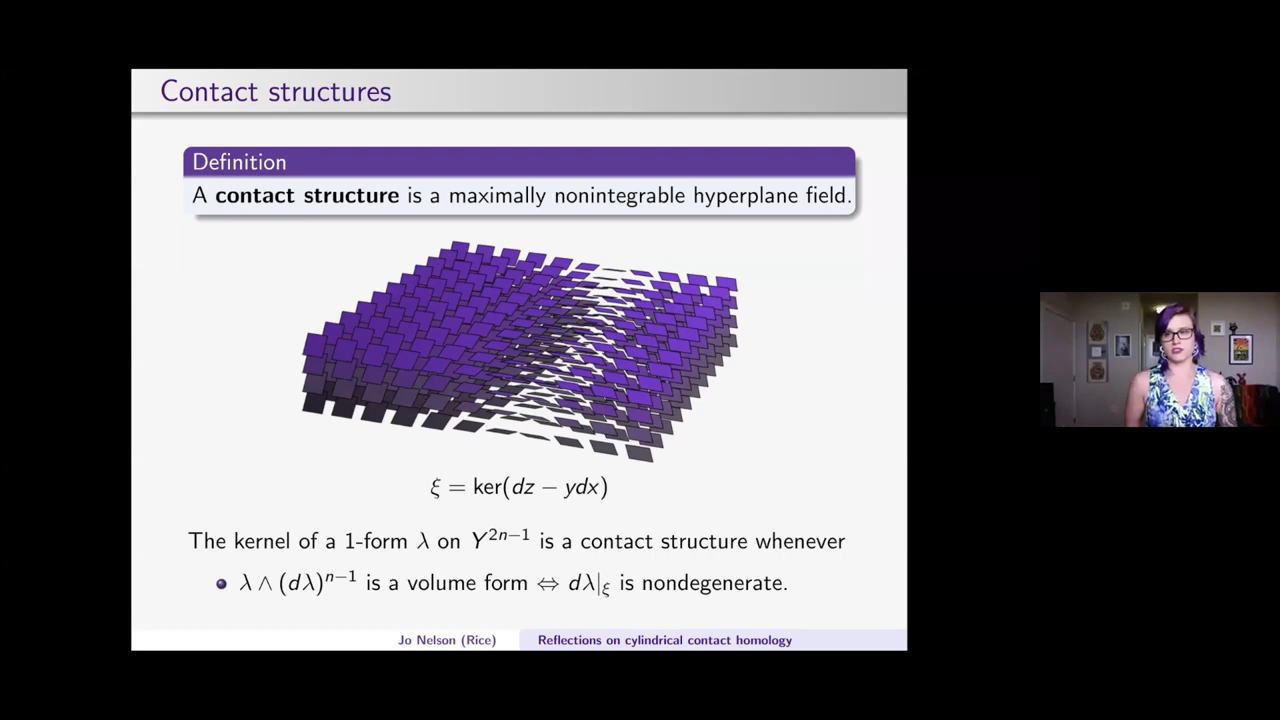 Contact structures
Definition
A contact structure is a maximally nonintegrable hyperplane field.
ξ = ker(dz − ydx)
The kernel of a 1-form λ on Y²ⁿ⁻¹ is a contact structure whenever
λ ∧ (dλ)ⁿ⁻¹ is a volume form ⇔ dλ|_ξ is nondegenerate.
Jo Nelson (Rice) Reflections on cylindrical contact homology